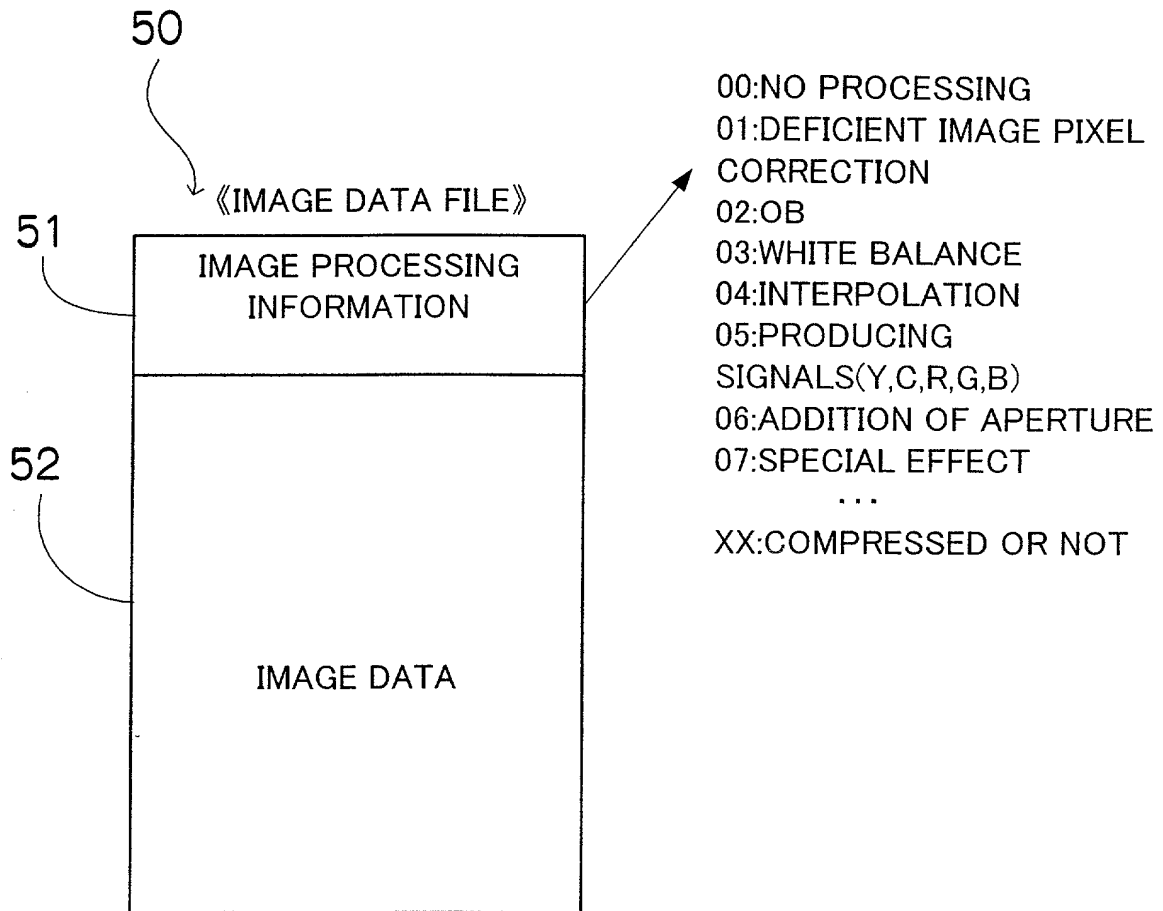 50
《IMAGE DATA FILE》
51
IMAGE PROCESSING
INFORMATION
52
IMAGE DATA
00:NO PROCESSING
01:DEFICIENT IMAGE PIXEL
CORRECTION
02:OB
03:WHITE BALANCE
04:INTERPOLATION
05:PRODUCING
SIGNALS(Y,C,R,G,B)
06:ADDITION OF APERTURE
07:SPECIAL EFFECT
...
XX:COMPRESSED OR NOT